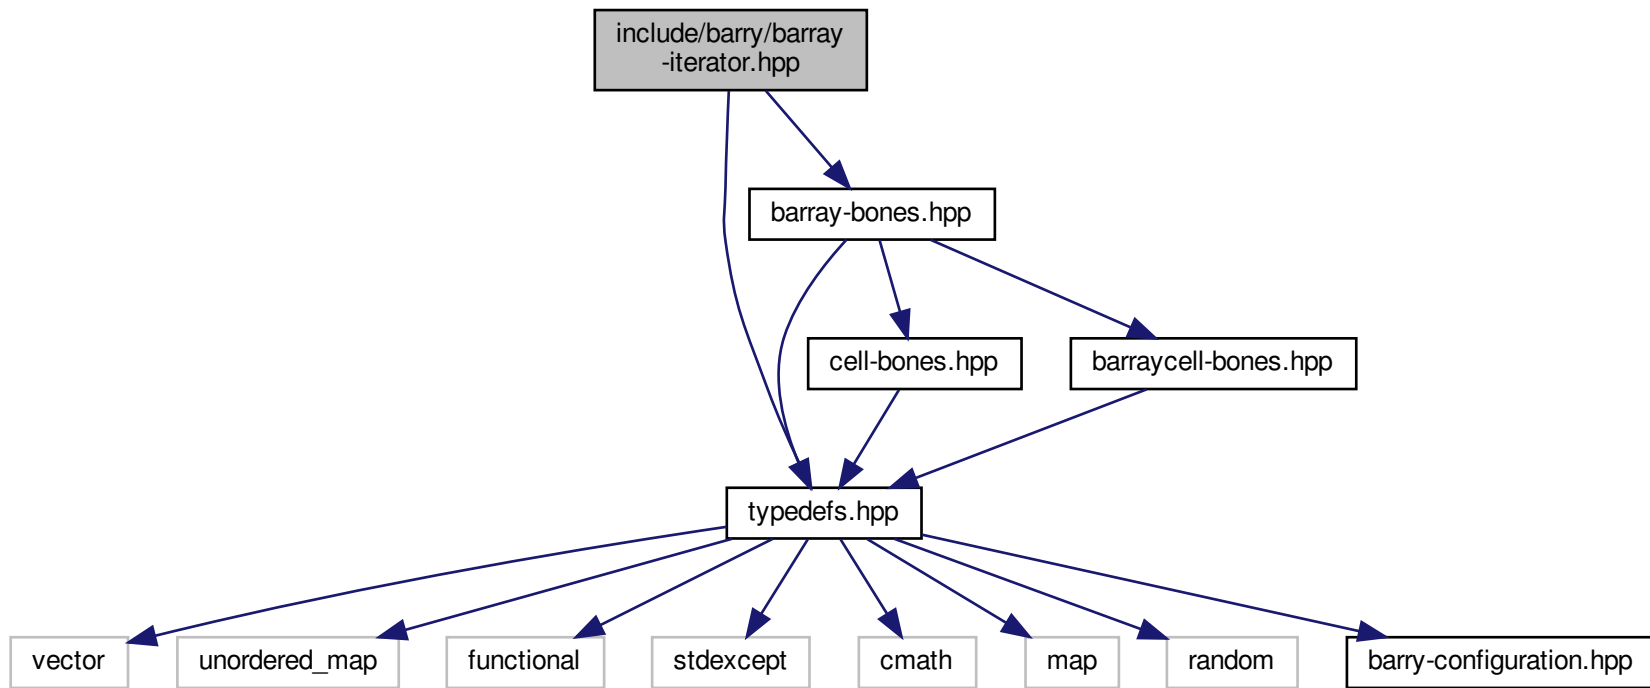 include/barry/barray
-iterator.hpp
barray-bones.hpp
cell-bones.hpp
barraycell-bones.hpp
typedefs.hpp
vector
unordered_map
functional
stdexcept
cmath
map
random
barry-configuration.hpp